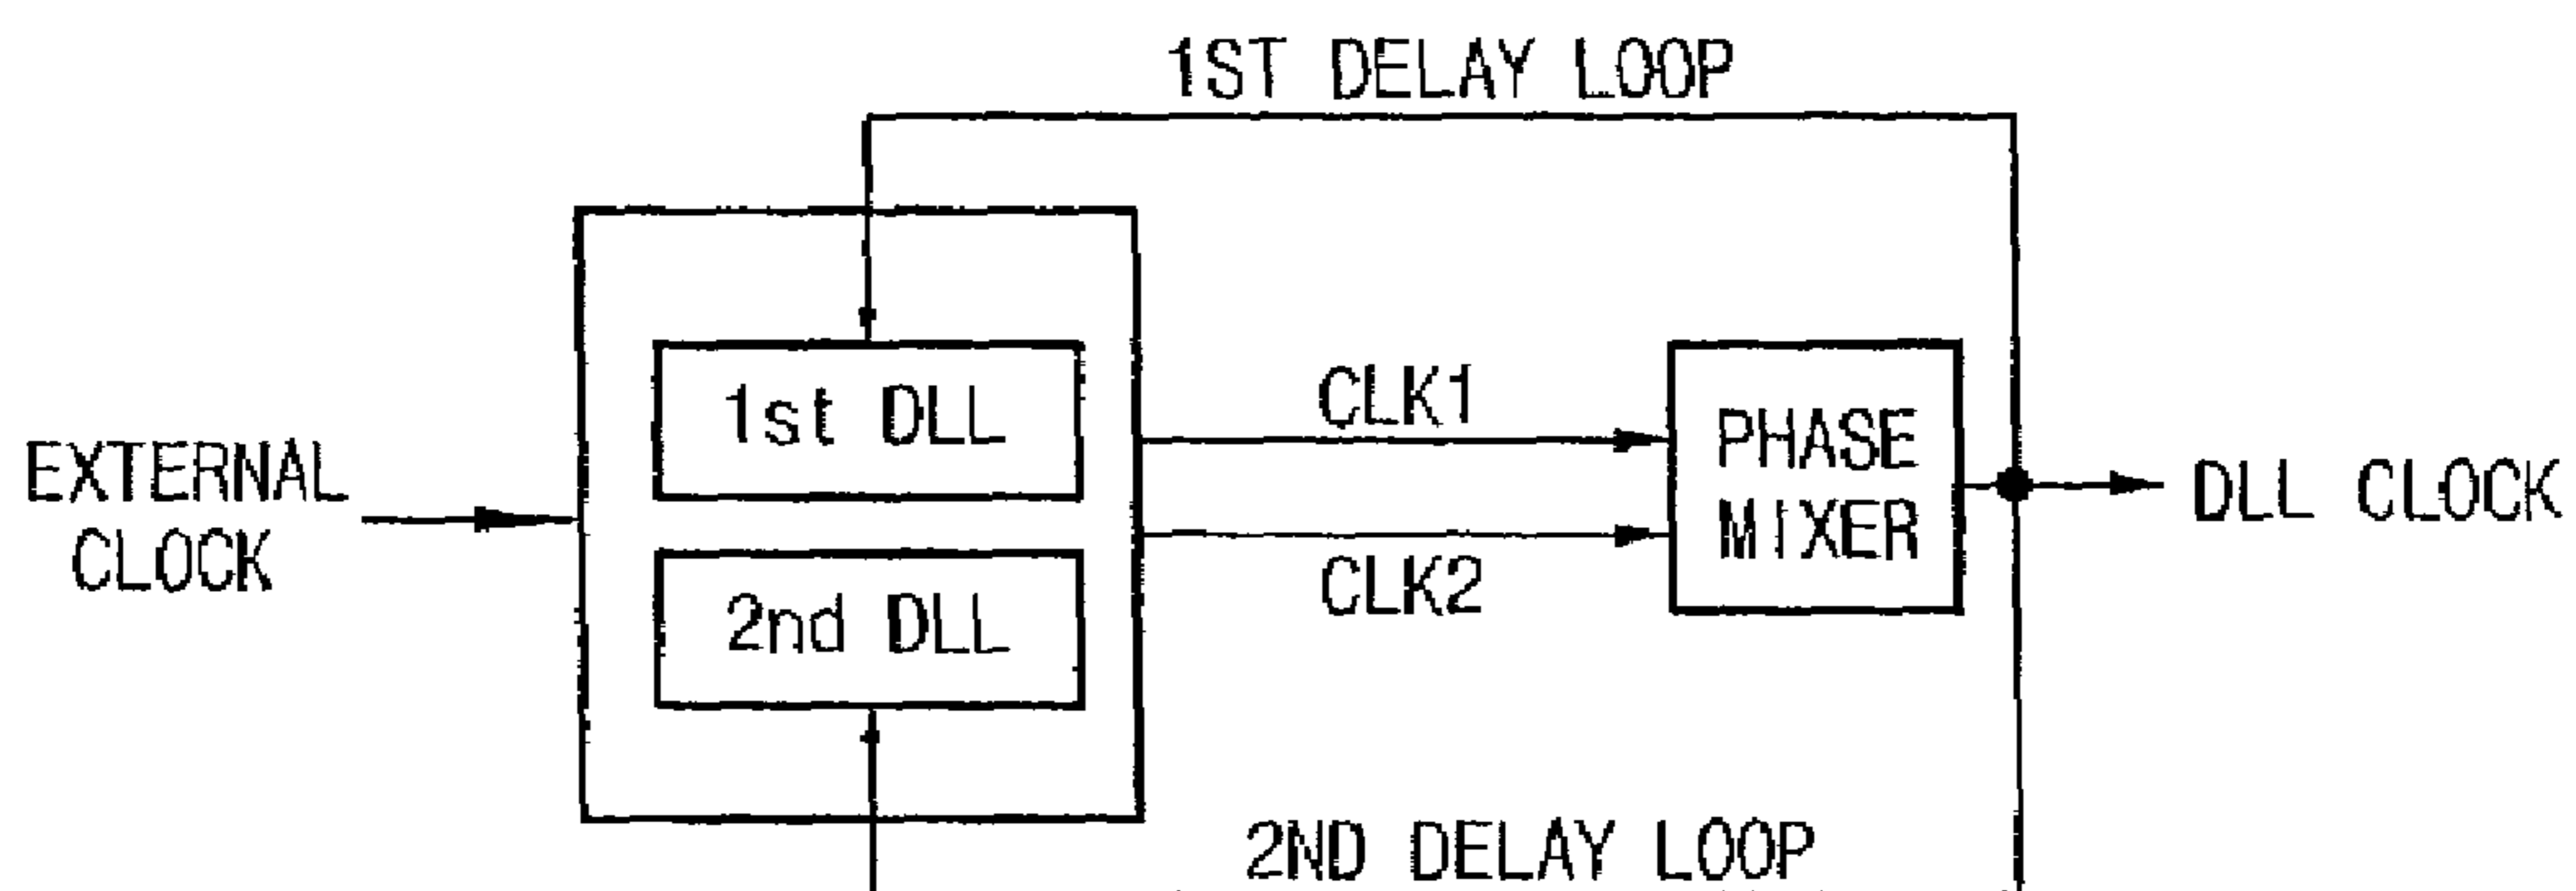 1ST DELAY LOOP
1st DLL
CLK1
PHASE
MIXER
EXTERNAL
CLOCK
DLL CLOCK
2nd DLL
CLK2
2ND DELAY LOOP